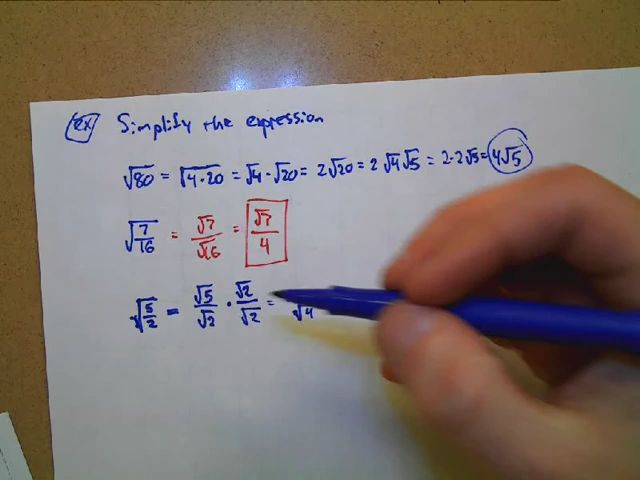 ex Simplify the expression
√80 = √4·20 = √4·√20 = 2√20 = 2√4√5 = 2·2√5 = 4√5
√7/16 = √7/√16 = √7/4
√5/2 = √5/√2 · √2/√2 = √4